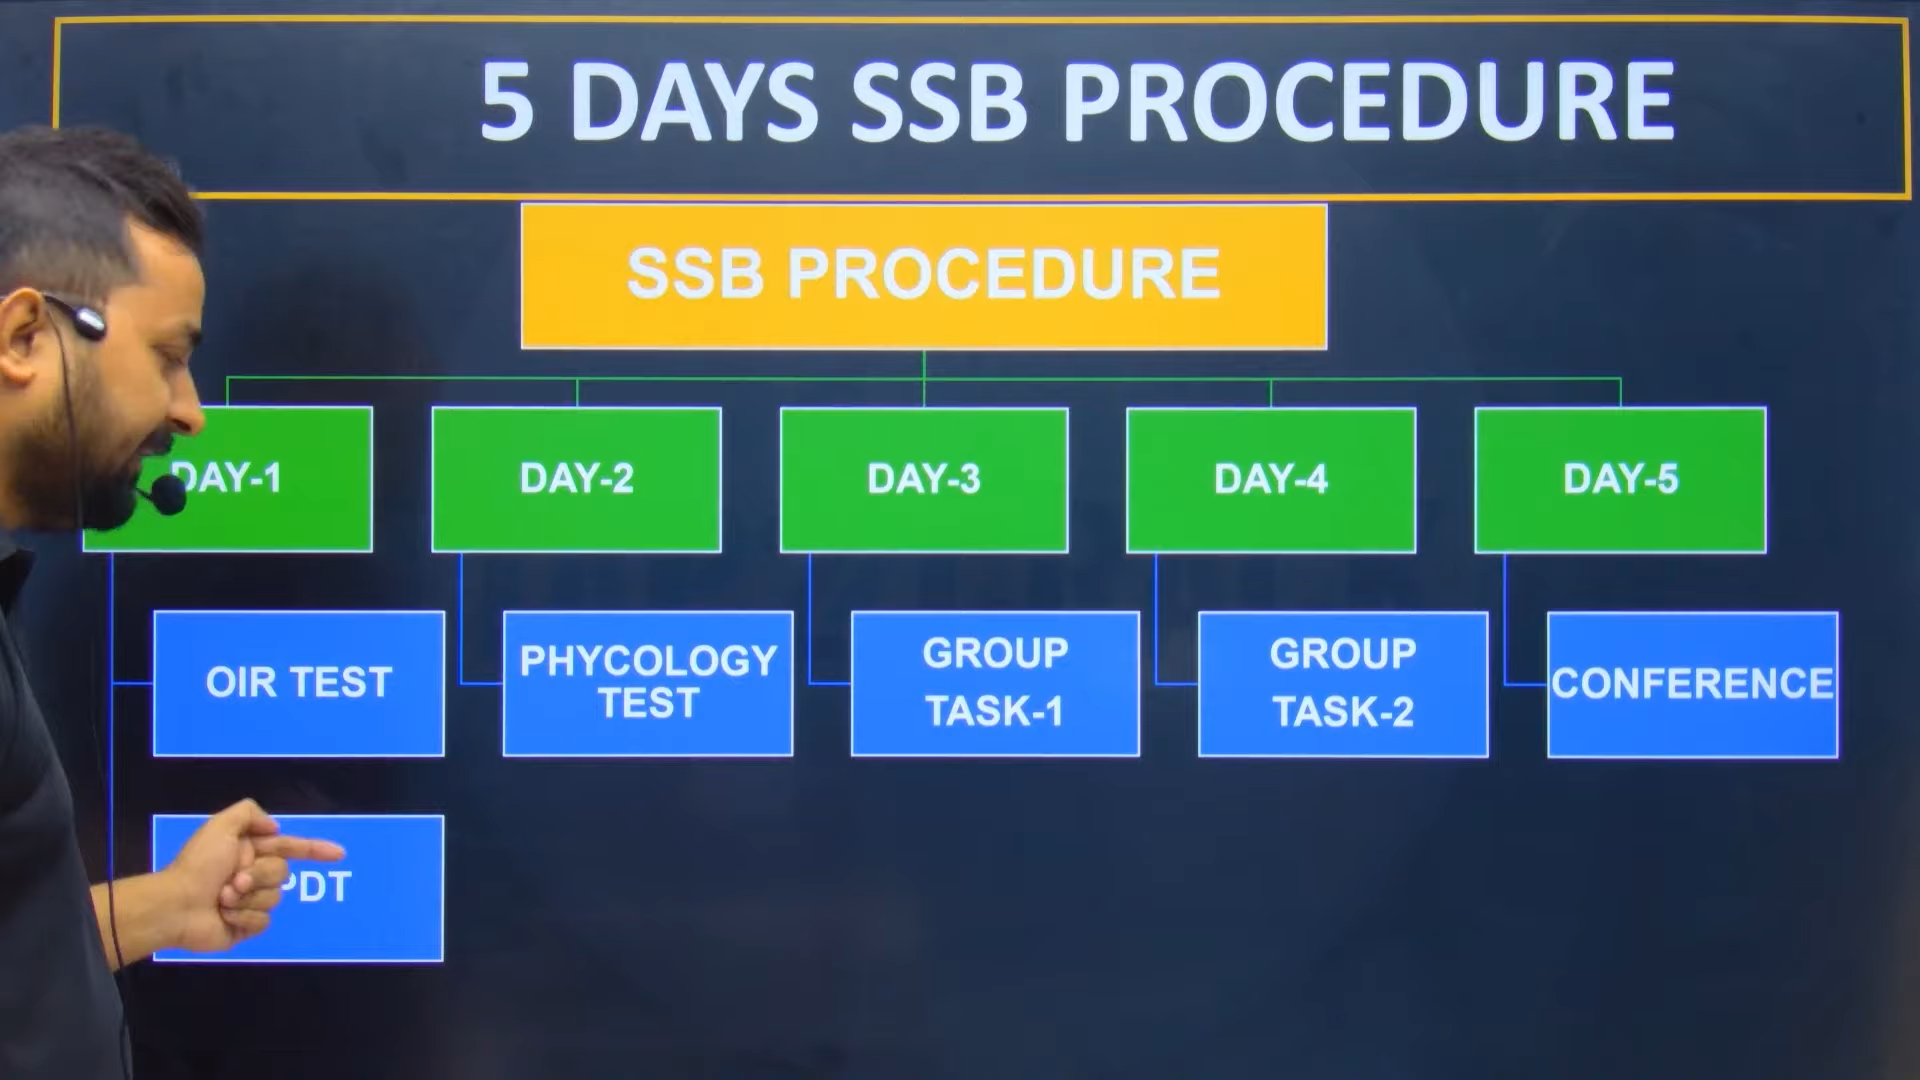 5 DAYS SSB PROCEDURE
SSB PROCEDURE
DAY-1
DAY-2
DAY-3
DAY-4
DAY-5
OIR TEST
PHYCOLOGY
TEST
GROUP
TASK-1
GROUP
TASK-2
CONFERENCE
PDT